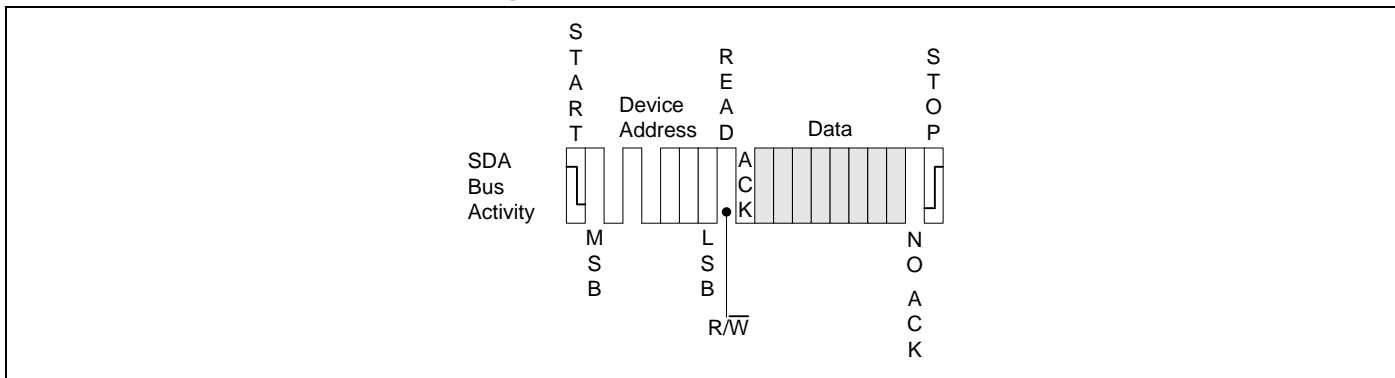 START
READ
STOP
Device
Address
Data
SDA
Bus
Activity
ACK
MSB
LSB
R/W̅
NO ACK